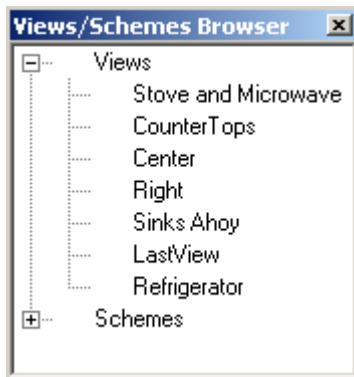 Views/Schemes Browser
Views
Stove and Microwave
CounterTops
Center
Right
Sinks Ahoy
LastView
Refrigerator
Schemes